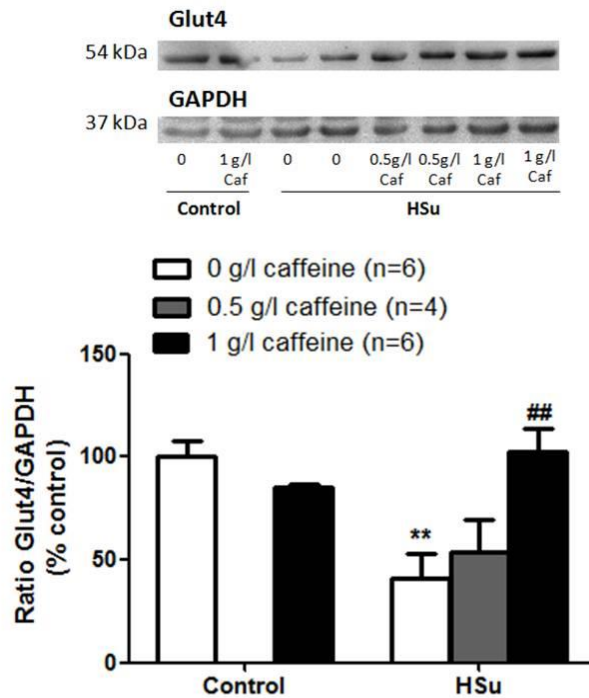 Glut4
54 kDa
GAPDH
37 kDa
0 1 g/l 0 0 0.5g/l 0.5g/l 1 g/l 1 g/l
Caf Caf Caf Caf Caf
Control HSu
0 g/l caffeine (n=6)
0.5 g/l caffeine (n=4)
1 g/l caffeine (n=6)
Ratio Glut4/GAPDH
(% control)
150
100
50
0
**
##
Control HSu